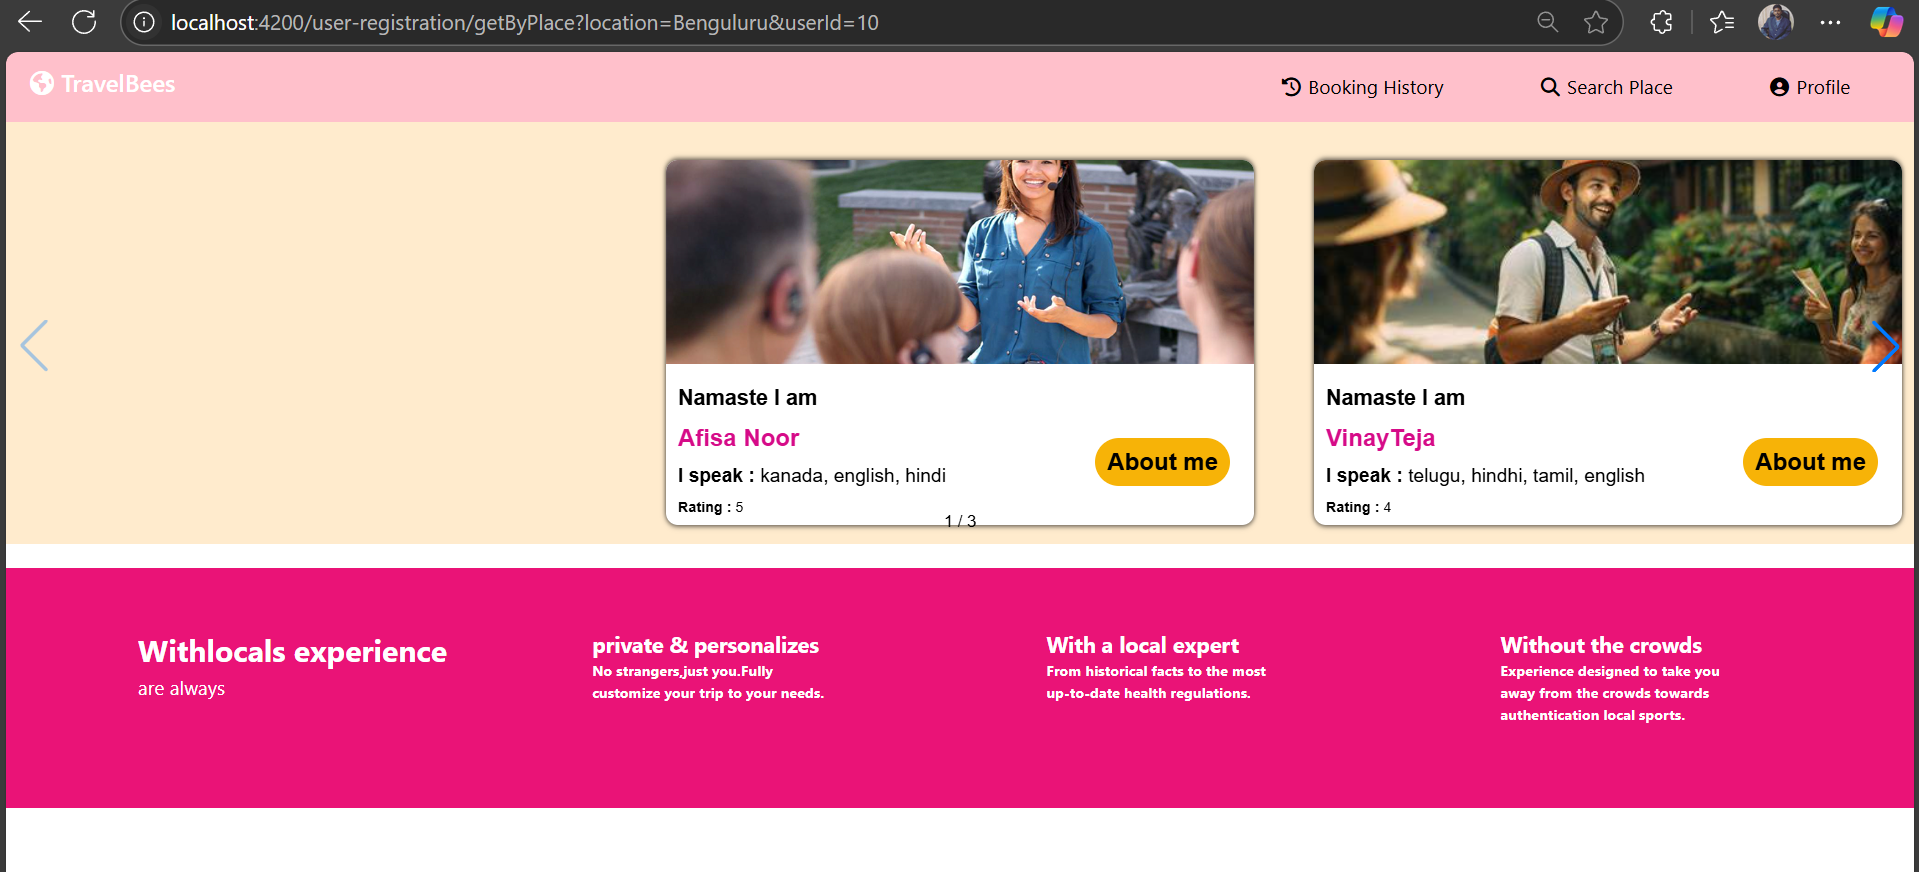 localhost:4200/user-registration/getByPlace?location=Benguluru&userId=10
TravelBees
Booking History
Search Place
Profile
Namaste I am
Afisa Noor
I speak : kanada, english, hindi
Rating : 5
About me
1 / 3
Namaste I am
VinayTeja
I speak : telugu, hindhi, tamil, english
Rating : 4
About me
Withlocals experience
are always
private & personalizes
No strangers,just you.Fully
customize your trip to your needs.
With a local expert
From historical facts to the most
up-to-date health regulations.
Without the crowds
Experience designed to take you
away from the crowds towards
authentication local sports.